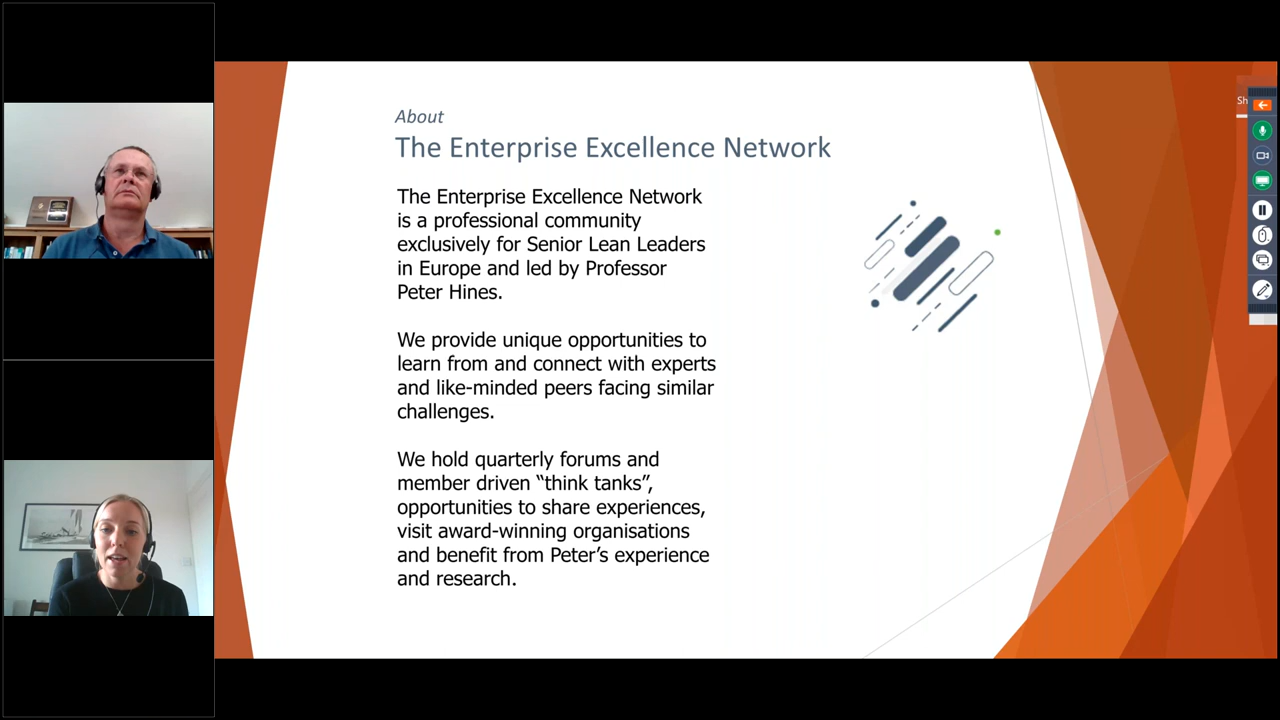 About
The Enterprise Excellence Network
The Enterprise Excellence Network
is a professional community
exclusively for Senior Lean Leaders
in Europe and led by Professor
Peter Hines.
We provide unique opportunities to
learn from and connect with experts
and like-minded peers facing similar
challenges.
We hold quarterly forums and
member driven “think tanks”,
opportunities to share experiences,
visit award-winning organisations
and benefit from Peter’s experience
and research.
Sh